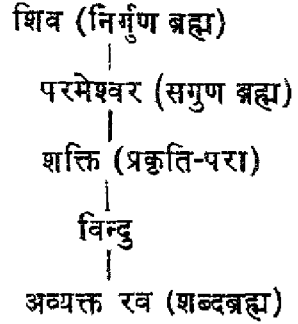 शिव (निर्गुण ब्रह्म)
परमेश्वर (सगुण ब्रह्म)
शक्ति (प्रकृति-परा)
विन्दु
अव्यक्त रव (शब्दब्रह्म)